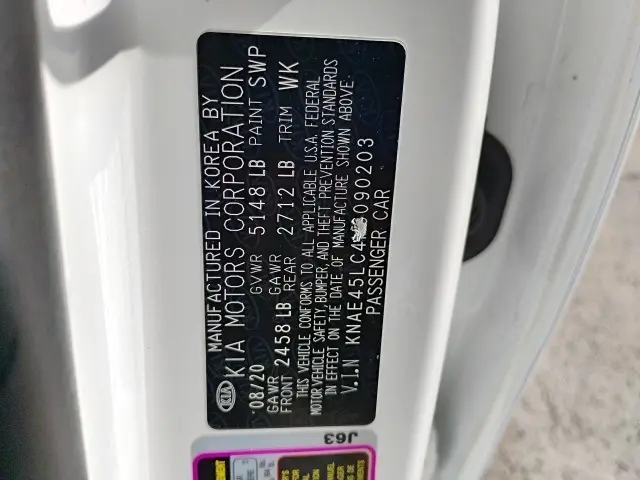 MANUFACTURED IN KOREA BY
KIA KIA MOTORS CORPORATION
08/20 GVWR 5148 LB PAINT SWP
GAWR FRONT 2458 LB GAWR REAR 2712 LB TRIM WK
THIS VEHICLE CONFORMS TO ALL APPLICABLE U.S.A. FEDERAL
MOTOR VEHICLE SAFETY, BUMPER, AND THEFT PREVENTION STANDARDS
IN EFFECT ON THE DATE OF MANUFACTURE SHOWN ABOVE.
V.I.N KNAE45LC4 090203
PASSENGER CAR
J63